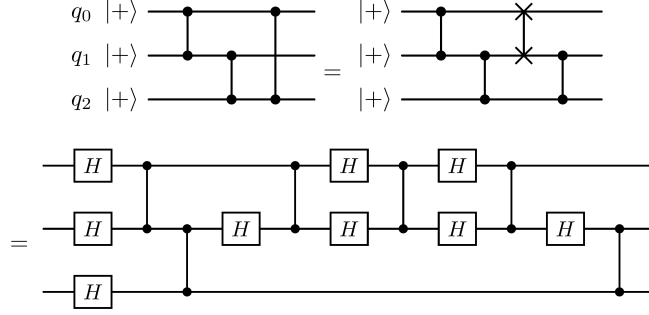 q₀ |+⟩ |+⟩
q₁ |+⟩ = |+⟩
q₂ |+⟩ |+⟩
H H H
= H H H H
H